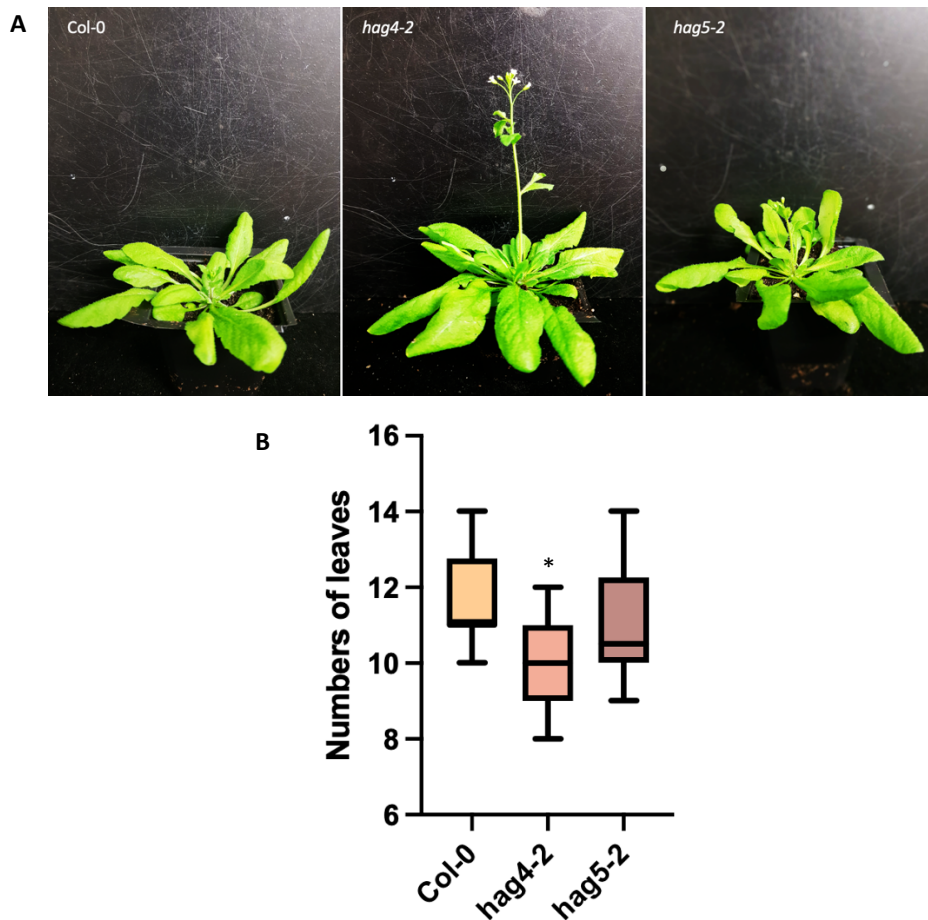 A
Col-0
hag4-2
hag5-2
B
Numbers of leaves
16
14
12
10
8
6
*
Col-0
hag4-2
hag5-2